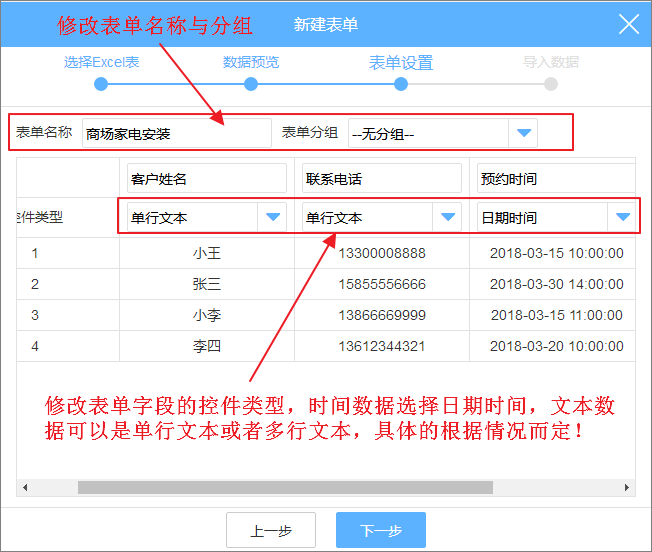 修改表单名称与分组
新建表单
选择Excel表 数据预览 表单设置 导入数据
表单名称 商场家电安装 表单分组 --无分组--
客户姓名 联系电话 预约时间
控件类型 单行文本 单行文本 日期时间
1 小王 13300008888 2018-03-15 10:00:00
2 张三 15855556666 2018-03-30 14:00:00
3 小李 13866669999 2018-03-15 11:00:00
4 李四 13612344321 2018-03-20 10:00:00
修改表单字段的控件类型，时间数据选择日期时间，文本数
据可以是单行文本或者多行文本，具体的根据情况而定！
上一步 下一步